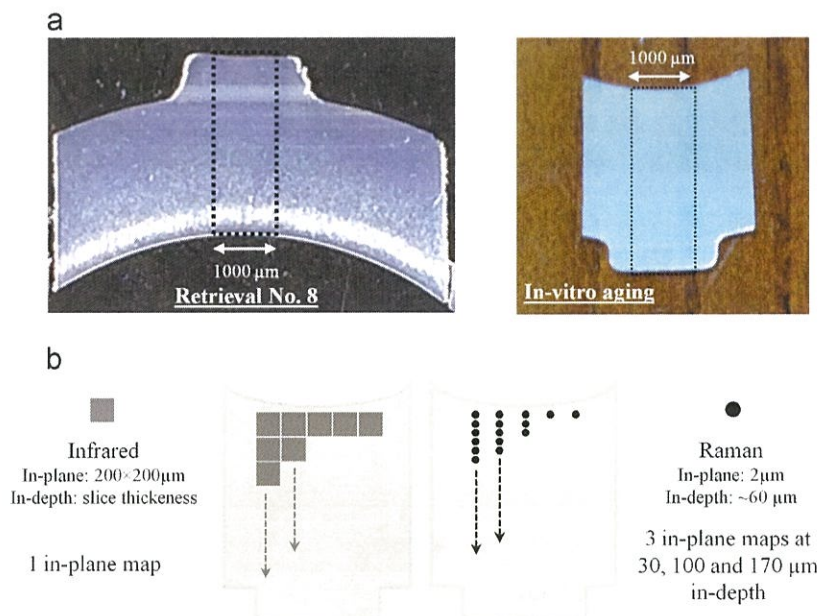 a
1000 µm
1000 µm
Retrieval No. 8
In-vitro aging
b
Infrared
In-plane: 200×200µm
In-depth: slice thickeness
1 in-plane map
Raman
In-plane: 2µm
In-depth: ~60 µm
3 in-plane maps at
30, 100 and 170 µm
in-depth